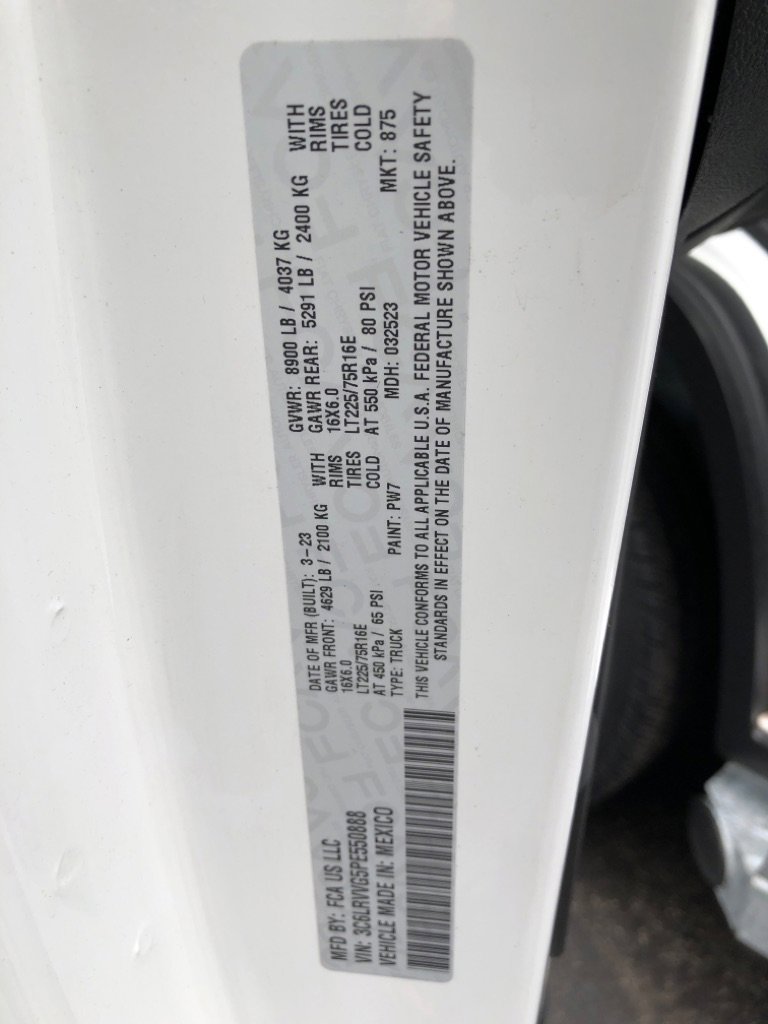 MFD BY: FCA US LLC
DATE OF MFR (BUILT): 3-23
GVWR: 8900 LB / 4037 KG
GAWR FRONT: 4629 LB / 2100 KG WITH
GAWR REAR: 5291 LB / 2400 KG WITH
16X6.0 RIMS
16X6.0 RIMS
LT225/75R16E TIRES
LT225/75R16E TIRES
AT 450 kPa / 65 PSI COLD
AT 550 kPa / 80 PSI COLD
VIN: 3C6LRVVG5PE550888
TYPE: TRUCK
PAINT: PW7
MDH: 032523
MKT: 875
VEHICLE MADE IN: MEXICO
THIS VEHICLE CONFORMS TO ALL APPLICABLE U.S.A. FEDERAL MOTOR VEHICLE SAFETY
STANDARDS IN EFFECT ON THE DATE OF MANUFACTURE SHOWN ABOVE.